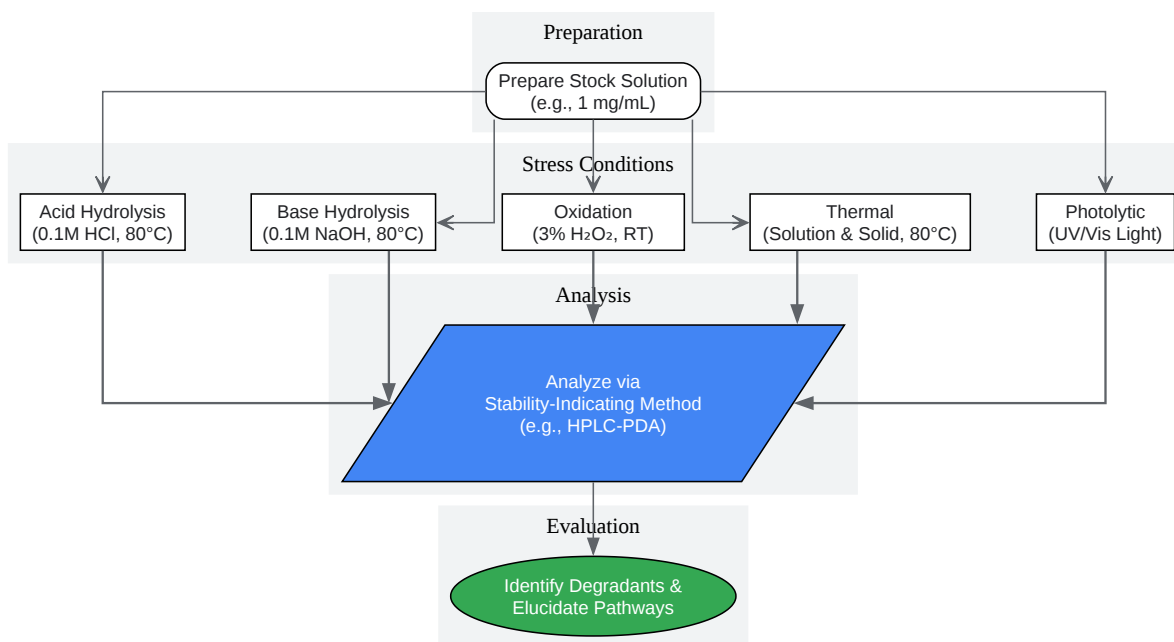 Preparation
Prepare Stock Solution
(e.g., 1 mg/mL)
Stress Conditions
Acid Hydrolysis
(0.1M HCl, 80°C)
Base Hydrolysis
(0.1M NaOH, 80°C)
Oxidation
(3% H₂O₂, RT)
Thermal
(Solution & Solid, 80°C)
Photolytic
(UV/Vis Light)
Analysis
Analyze via
Stability-Indicating Method
(e.g., HPLC-PDA)
Evaluation
Identify Degradants &
Elucidate Pathways